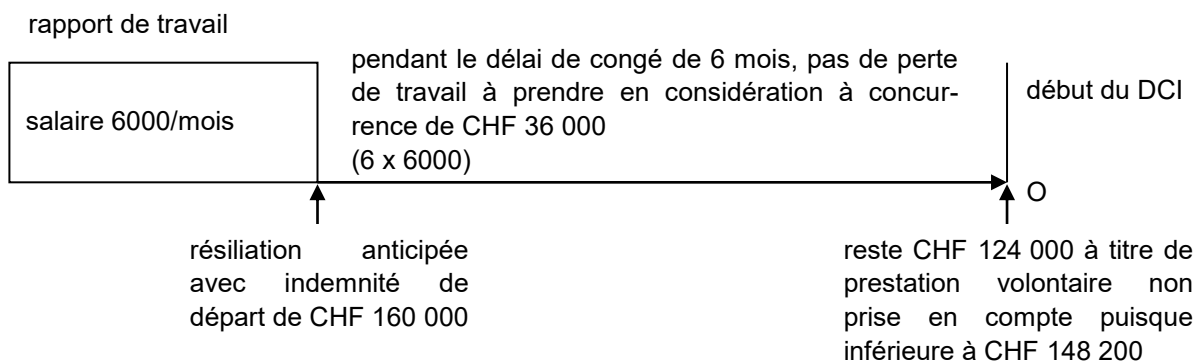 rapport de travail
salaire 6000/mois
pendant le délai de congé de 6 mois, pas de perte
de travail à prendre en considération à concur-
rence de CHF 36 000
(6 x 6000)
début du DCI
O
résiliation anticipée
avec indemnité de
départ de CHF 160 000
reste CHF 124 000 à titre de
prestation volontaire non
prise en compte puisque
inférieure à CHF 148 200